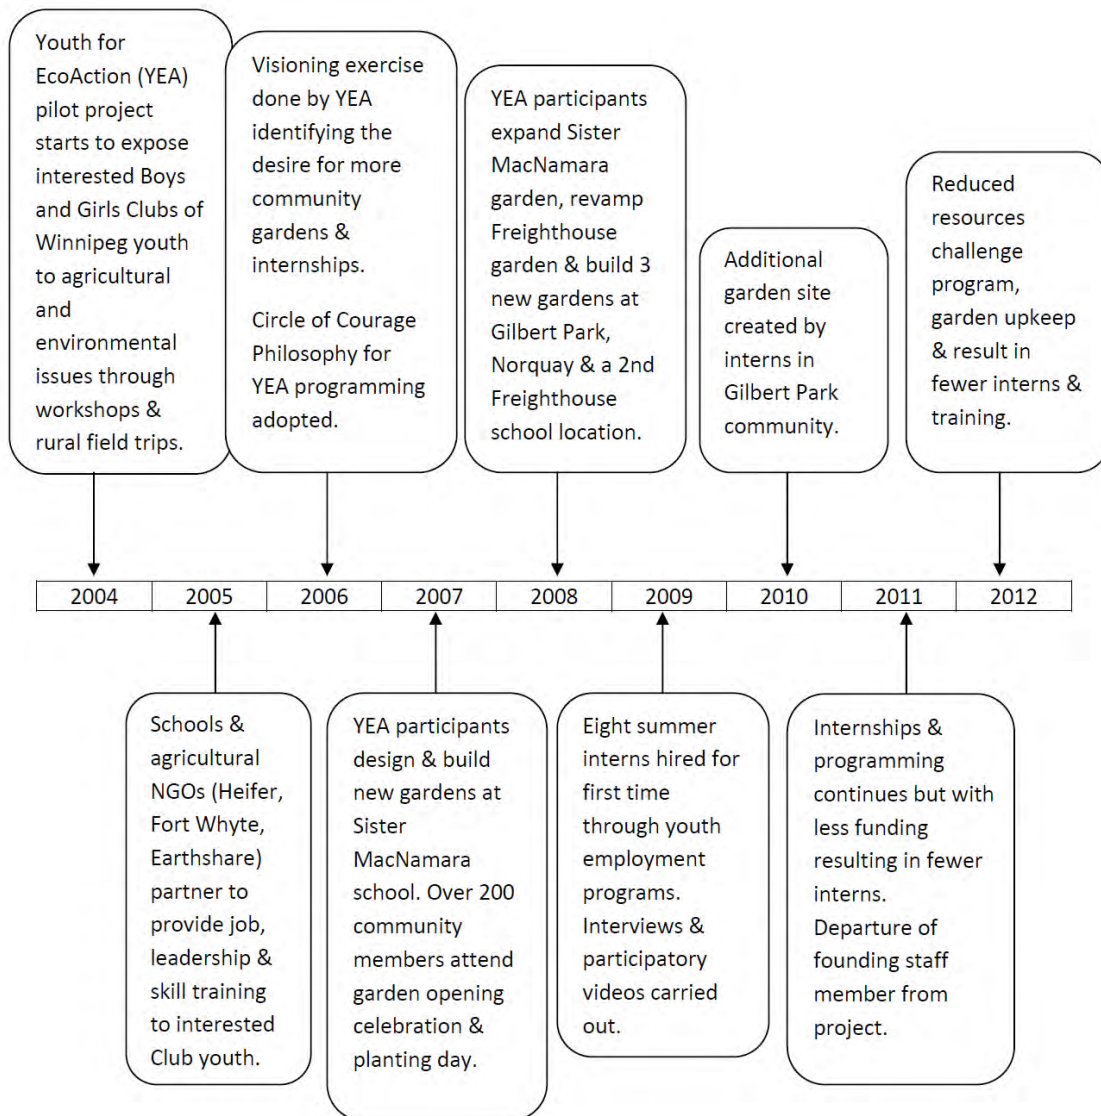 Youth for
EcoAction (YEA)
pilot project
starts to expose
interested Boys
and Girls Clubs of
Winnipeg youth
to agricultural
and
environmental
issues through
workshops &
rural field trips.
Visioning exercise
done by YEA
identifying the
desire for more
community
gardens &
internships.
Circle of Courage
Philosophy for
YEA programming
adopted.
YEA participants
expand Sister
MacNamara
garden, revamp
Freighthouse
garden & build 3
new gardens at
Gilbert Park,
Norquay & a 2nd
Freighthouse
school location.
Additional
garden site
created by
interns in
Gilbert Park
community.
Reduced
resources
challenge
program,
garden upkeep
& result in
fewer interns &
training.
2004 2005 2006 2007 2008 2009 2010 2011 2012
Schools &
agricultural
NGOs (Heifer,
Fort Whyte,
Earthshare)
partner to
provide job,
leadership &
skill training
to interested
Club youth.
YEA participants
design & build
new gardens at
Sister
MacNamara
school. Over 200
community
members attend
garden opening
celebration &
planting day.
Eight summer
interns hired for
first time
through youth
employment
programs.
Interviews &
participatory
videos carried
out.
Internships &
programming
continues but with
less funding
resulting in fewer
interns.
Departure of
founding staff
member from
project.